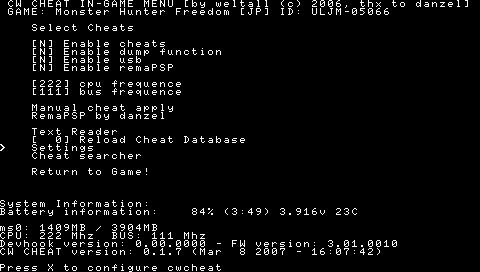 CW CHEAT IN-GAME MENU [by weltall (c) 2006, thx to danzel]
GAME: Monster Hunter Freedom [JP] ID: ULJM-05066
Select Cheats
[N] Enable cheats
[N] Enable dump function
[N] Enable usb
[N] Enable remaPSP
[222] cpu frequence
[111] bus frequence
Manual cheat apply
RemaPSP by danzel
Text Reader
[  0] Reload Cheat Database
> Settings
Cheat searcher
Return to Game!
System Information:
Battery information:    84% (3:49) 3.916v 23C
ms0: 1409MB / 3904MB
CPU: 222 Mhz  BUS: 111 Mhz
Devhook version: 0.00.0000 - FW version: 3.01.0010
CW CHEAT version: 0.1.7 (Mar  8 2007 - 16:07:42)
Press X to configure cwcheat